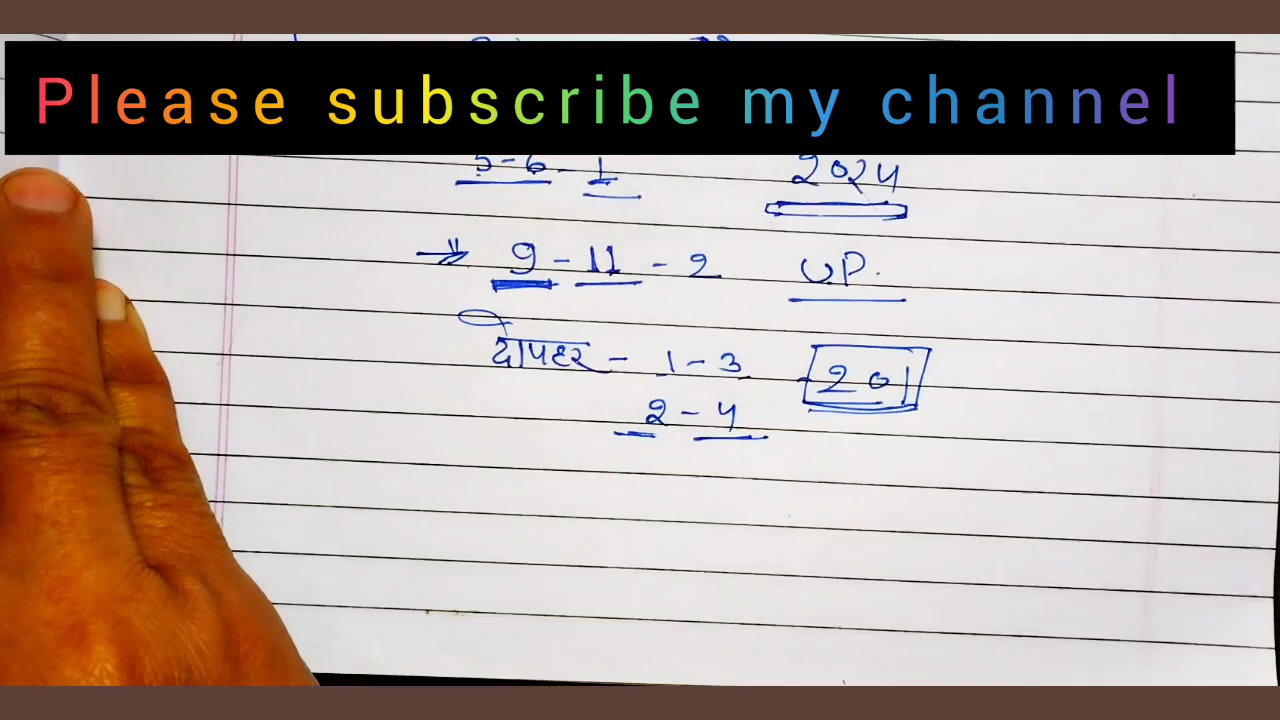 Please subscribe my channel
5-6-1 2024
9-11-2 UP.
दोपहर - 1-3 201
2-4